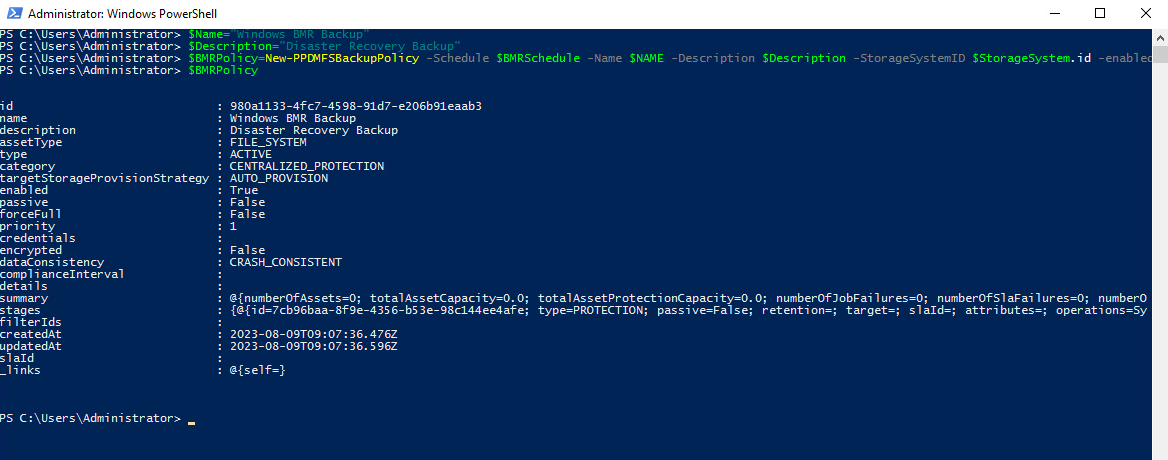 Administrator: Windows PowerShell
PS C:\Users\Administrator> $Name="Windows BMR Backup"
PS C:\Users\Administrator> $Description="Disaster Recovery Backup"
PS C:\Users\Administrator> $BMRPolicy=New-PPDMFSBackupPolicy -Schedule $BMRSchedule -Name $NAME -Description $Description -StorageSystemID $StorageSystem.id -enabled
PS C:\Users\Administrator> $BMRPolicy
id : 980a1133-4fc7-4598-91d7-e206b91eaab3
name : Windows BMR Backup
description : Disaster Recovery Backup
assetType : FILE_SYSTEM
type : ACTIVE
category : CENTRALIZED_PROTECTION
targetStorageProvisionStrategy : AUTO_PROVISION
enabled : True
passive : False
forceFull : False
priority : 1
credentials :
encrypted : False
dataConsistency : CRASH_CONSISTENT
complianceInterval :
details :
summary : @{numberOfAssets=0; totalAssetCapacity=0.0; totalAssetProtectionCapacity=0.0; numberOfJobFailures=0; numberOfSlaFailures=0; numberO
stages : {@{id=7cb96baa-8f9e-4356-b53e-98c144ee4afe; type=PROTECTION; passive=False; retention=; target=; slaId=; attributes=; operations=Sy
filterIds :
createdAt : 2023-08-09T09:07:36.476Z
updatedAt : 2023-08-09T09:07:36.596Z
slaId :
_links : @{self=}
PS C:\Users\Administrator>